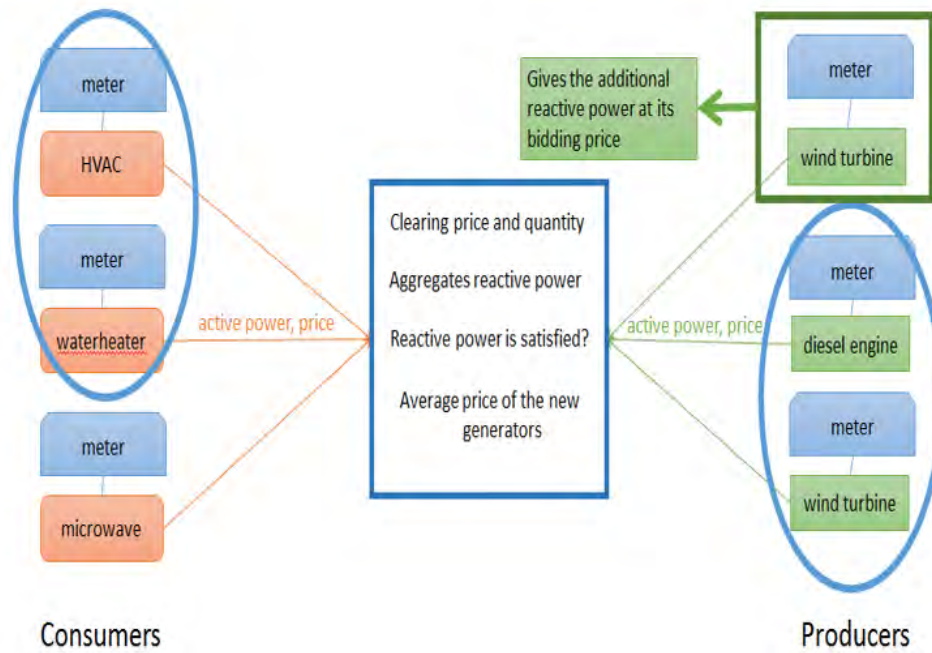 meter
HVAC
meter
waterheater
meter
microwave
Consumers
active power, price
Clearing price and quantity
Aggregates reactive power
Reactive power is satisfied?
Average price of the new
generators
active power, price
Gives the additional
reactive power at its
bidding price
meter
wind turbine
meter
diesel engine
meter
wind turbine
Producers